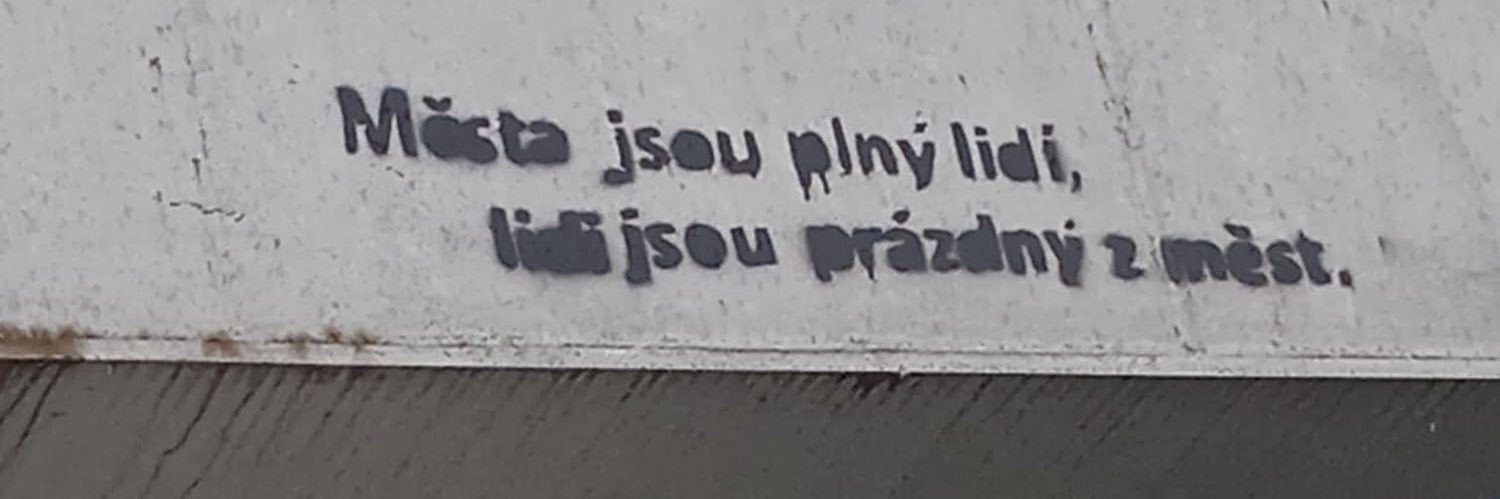 Města jsou plný lidí,
lidi jsou prázdný z měst.